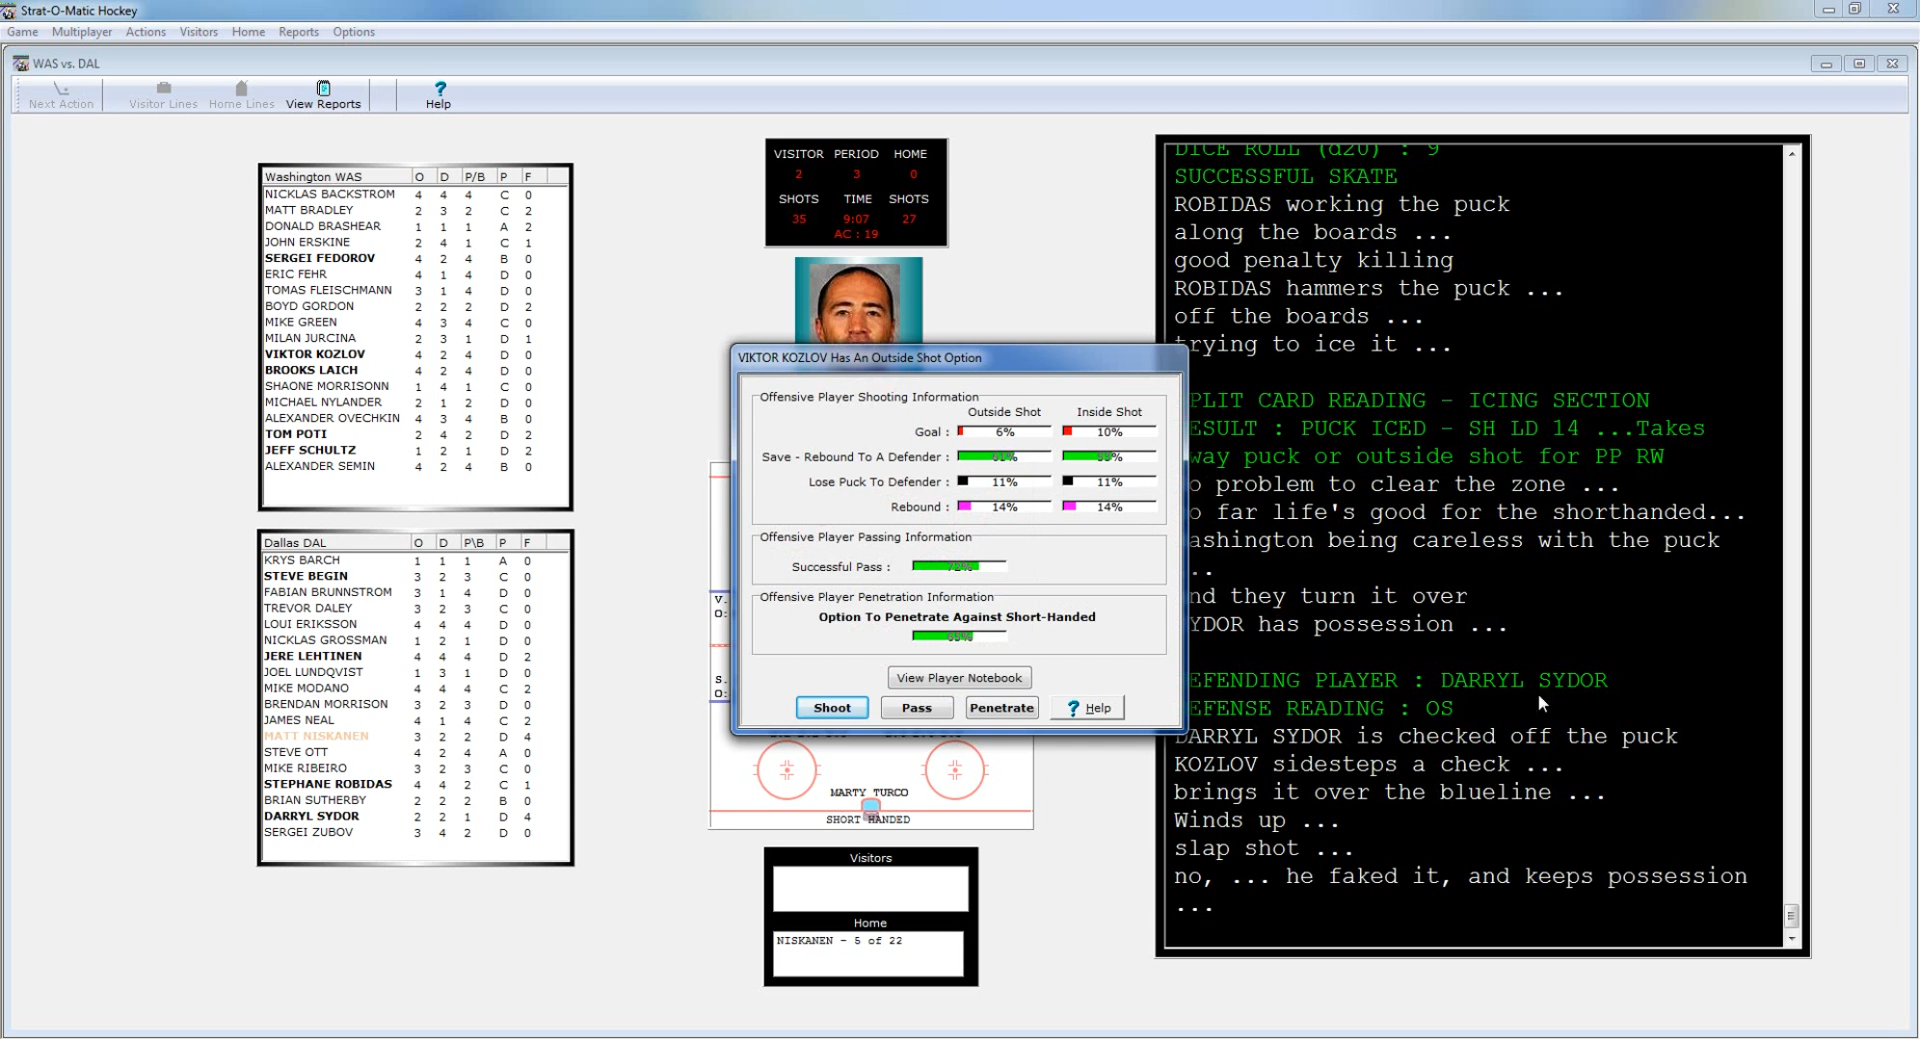 Strat-O-Matic Hockey
Game Multiplayer Actions Visitors Home Reports Options
WAS vs. DAL
Next Action Visitor Lines Home Lines View Reports Help
Washington WAS O D P/B P F
NICKLAS BACKSTROM 4 4 4 C 0
MATT BRADLEY 2 3 2 C 2
DONALD BRASHEAR 1 1 1 A 2
JOHN ERSKINE 2 4 1 C 1
SERGEI FEDOROV 4 2 4 B 0
ERIC FEHR 4 1 4 D 0
TOMAS FLEISCHMANN 3 1 4 D 0
BOYD GORDON 2 2 2 D 2
MIKE GREEN 4 3 4 C 0
MILAN JURCINA 2 3 1 D 1
VIKTOR KOZLOV 4 2 4 D 0
BROOKS LAICH 4 2 4 D 0
SHAONE MORRISONN 1 4 1 C 0
MICHAEL NYLANDER 2 1 2 D 0
ALEXANDER OVECHKIN 4 3 4 B 0
TOM POTI 2 4 2 D 2
JEFF SCHULTZ 1 2 1 D 2
ALEXANDER SEMIN 4 2 4 B 0
Dallas DAL O D P\B P F
KRYS BARCH 1 1 1 A 0
STEVE BEGIN 3 2 3 C 0
FABIAN BRUNNSTROM 3 1 4 D 0
TREVOR DALEY 3 2 3 C 0
LOUI ERIKSSON 4 4 4 D 0
NICKLAS GROSSMAN 1 2 1 D 0
JERE LEHTINEN 4 4 4 D 2
JOEL LUNDQVIST 1 3 1 D 0
MIKE MODANO 4 4 4 C 2
BRENDAN MORRISON 3 2 3 D 0
JAMES NEAL 4 1 4 C 2
MATT NISKANEN 3 2 2 D 4
STEVE OTT 4 2 4 A 0
MIKE RIBEIRO 3 2 3 C 0
STEPHANE ROBIDAS 4 4 2 C 1
BRIAN SUTHERBY 2 2 2 B 0
DARRYL SYDOR 2 2 1 D 4
SERGEI ZUBOV 3 4 2 D 0
VISITOR PERIOD HOME
2 3 0
SHOTS TIME SHOTS
35 9:07 27
AC : 19
VIKTOR KOZLOV Has An Outside Shot Option
Offensive Player Shooting Information
Outside Shot Inside Shot
Goal : 6% 10%
Save - Rebound To A Defender :
Lose Puck To Defender : 11% 11%
Rebound : 14% 14%
Offensive Player Passing Information
Successful Pass : 72%
Offensive Player Penetration Information
Option To Penetrate Against Short-Handed
View Player Notebook
Shoot Pass Penetrate Help
V.
O:
S.
O:
MARTY TURCO
SHORT HANDED
Visitors
Home
NISKANEN - 5 of 22
DICE ROLL (d20) : 9
SUCCESSFUL SKATE
ROBIDAS working the puck
along the boards ...
good penalty killing
ROBIDAS hammers the puck ...
off the boards ...
trying to ice it ...
PLIT CARD READING - ICING SECTION
ESULT : PUCK ICED - SH LD 14 ...Takes
way puck or outside shot for PP RW
o problem to clear the zone ...
o far life's good for the shorthanded...
ashington being careless with the puck
..
nd they turn it over
YDOR has possession ...
EFENDING PLAYER : DARRYL SYDOR
EFENSE READING : OS
DARRYL SYDOR is checked off the puck
KOZLOV sidesteps a check ...
brings it over the blueline ...
Winds up ...
slap shot ...
no, ... he faked it, and keeps possession
...